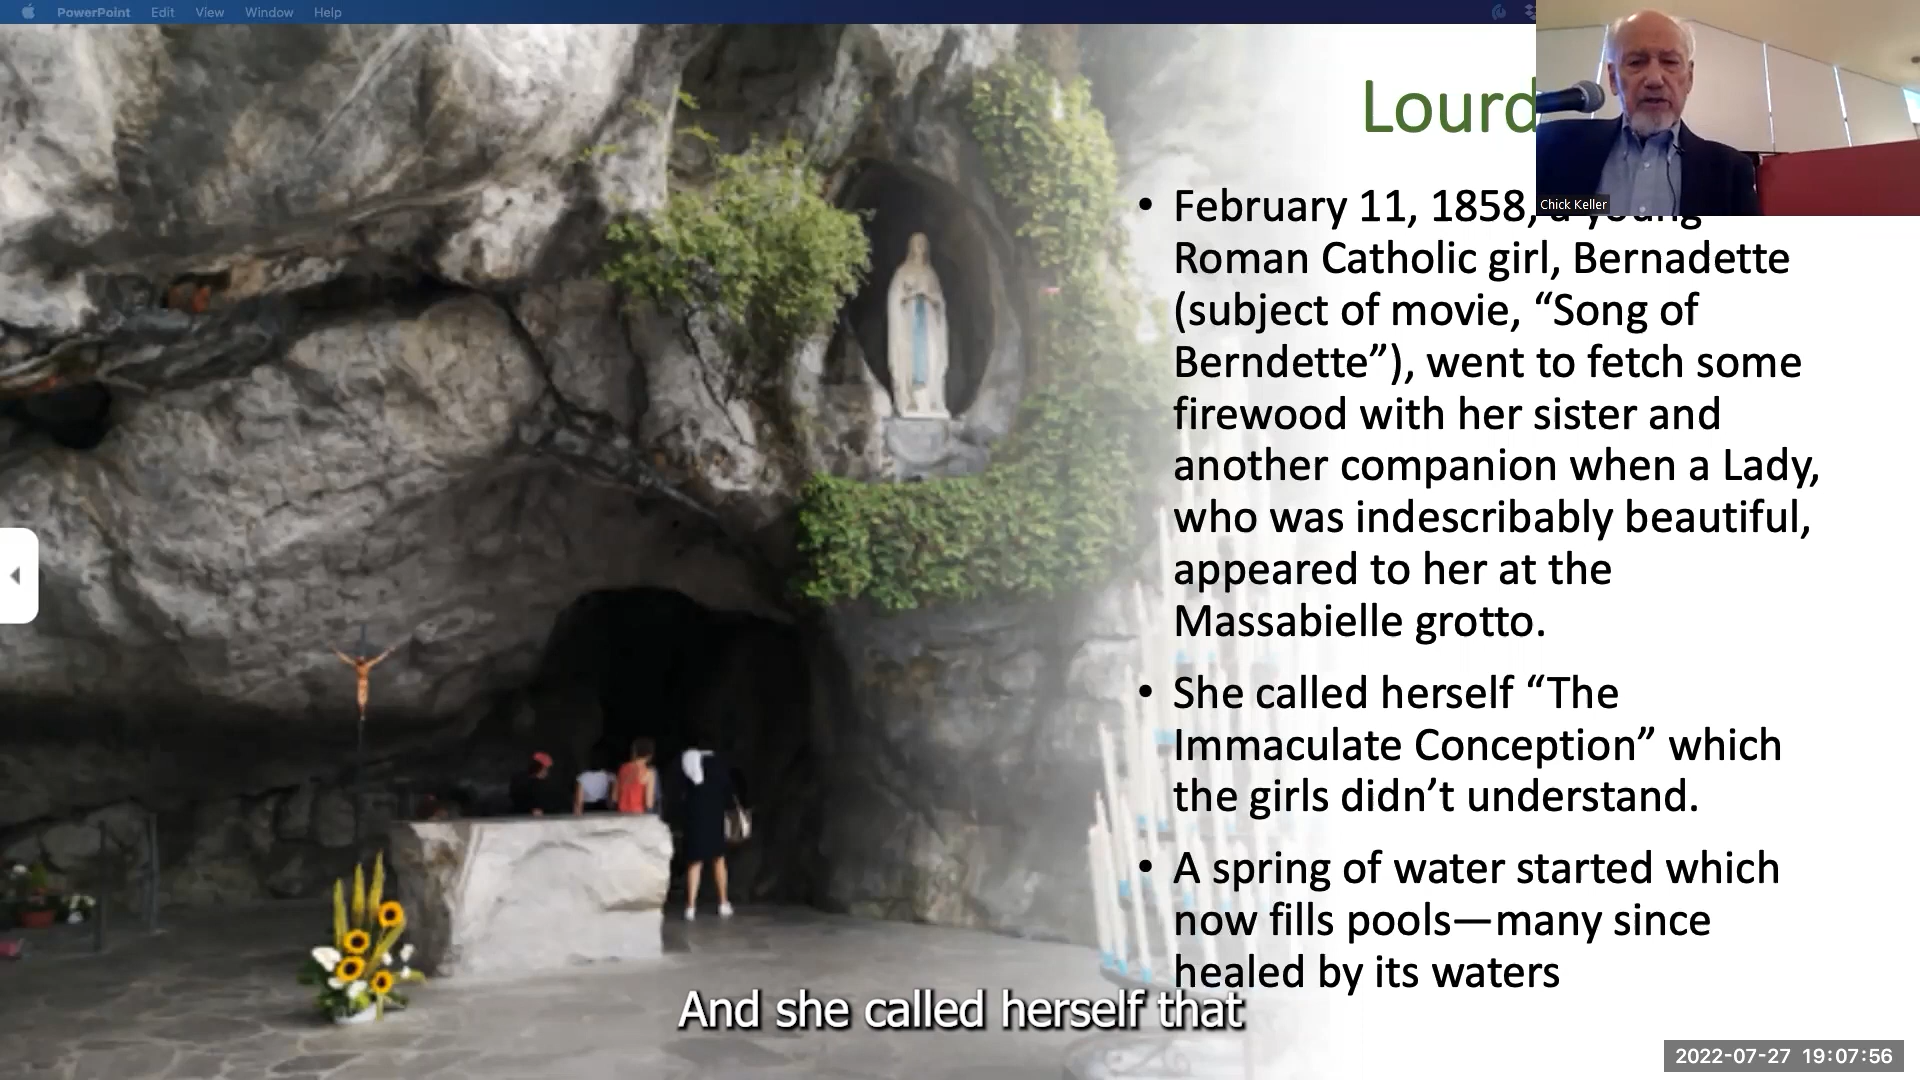 PowerPoint Edit View Window Help
Lourd
Chick Keller
• February 11, 1858, a young
Roman Catholic girl, Bernadette
(subject of movie, “Song of
Berndette”), went to fetch some
firewood with her sister and
another companion when a Lady,
who was indescribably beautiful,
appeared to her at the
Massabielle grotto.
• She called herself “The
Immaculate Conception” which
the girls didn’t understand.
• A spring of water started which
now fills pools—many since
healed by its waters
And she called herself that
2022-07-27 19:07:56